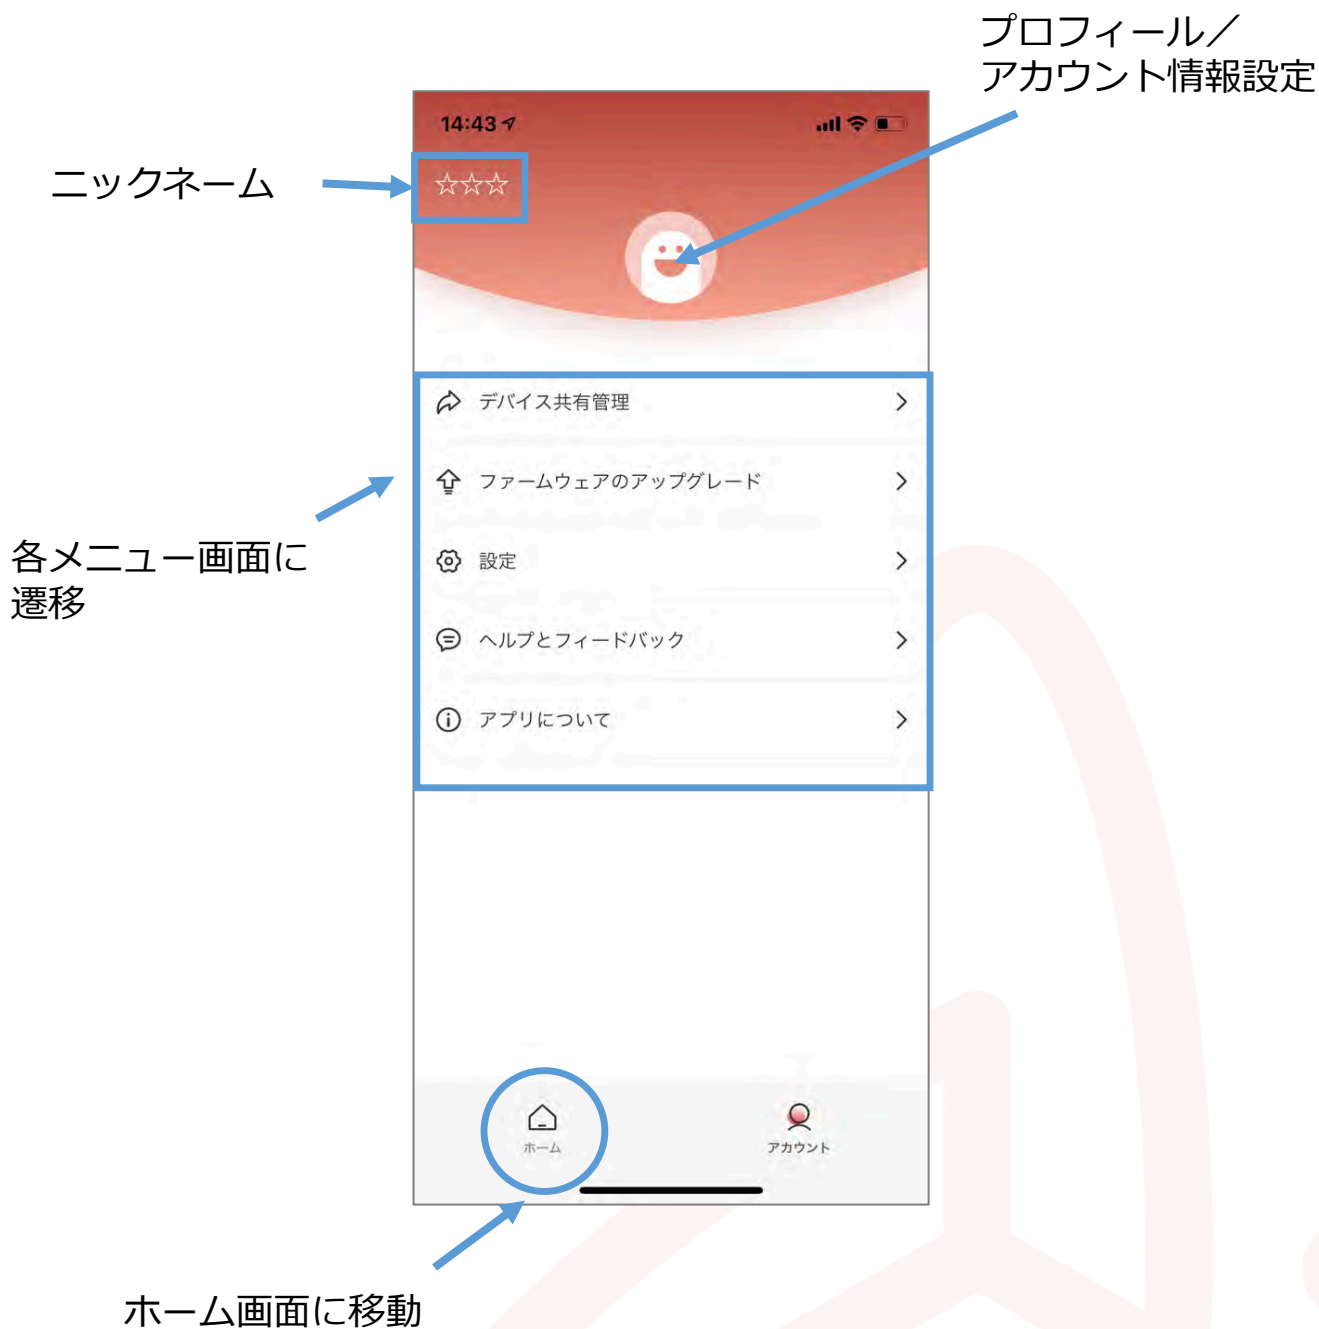 プロフィール／
アカウント情報設定
14:43
ニックネーム
☆☆☆
デバイス共有管理
ファームウェアのアップグレード
設定
各メニュー画面に
遷移
ヘルプとフィードバック
アプリについて
ホーム
アカウント
ホーム画面に移動